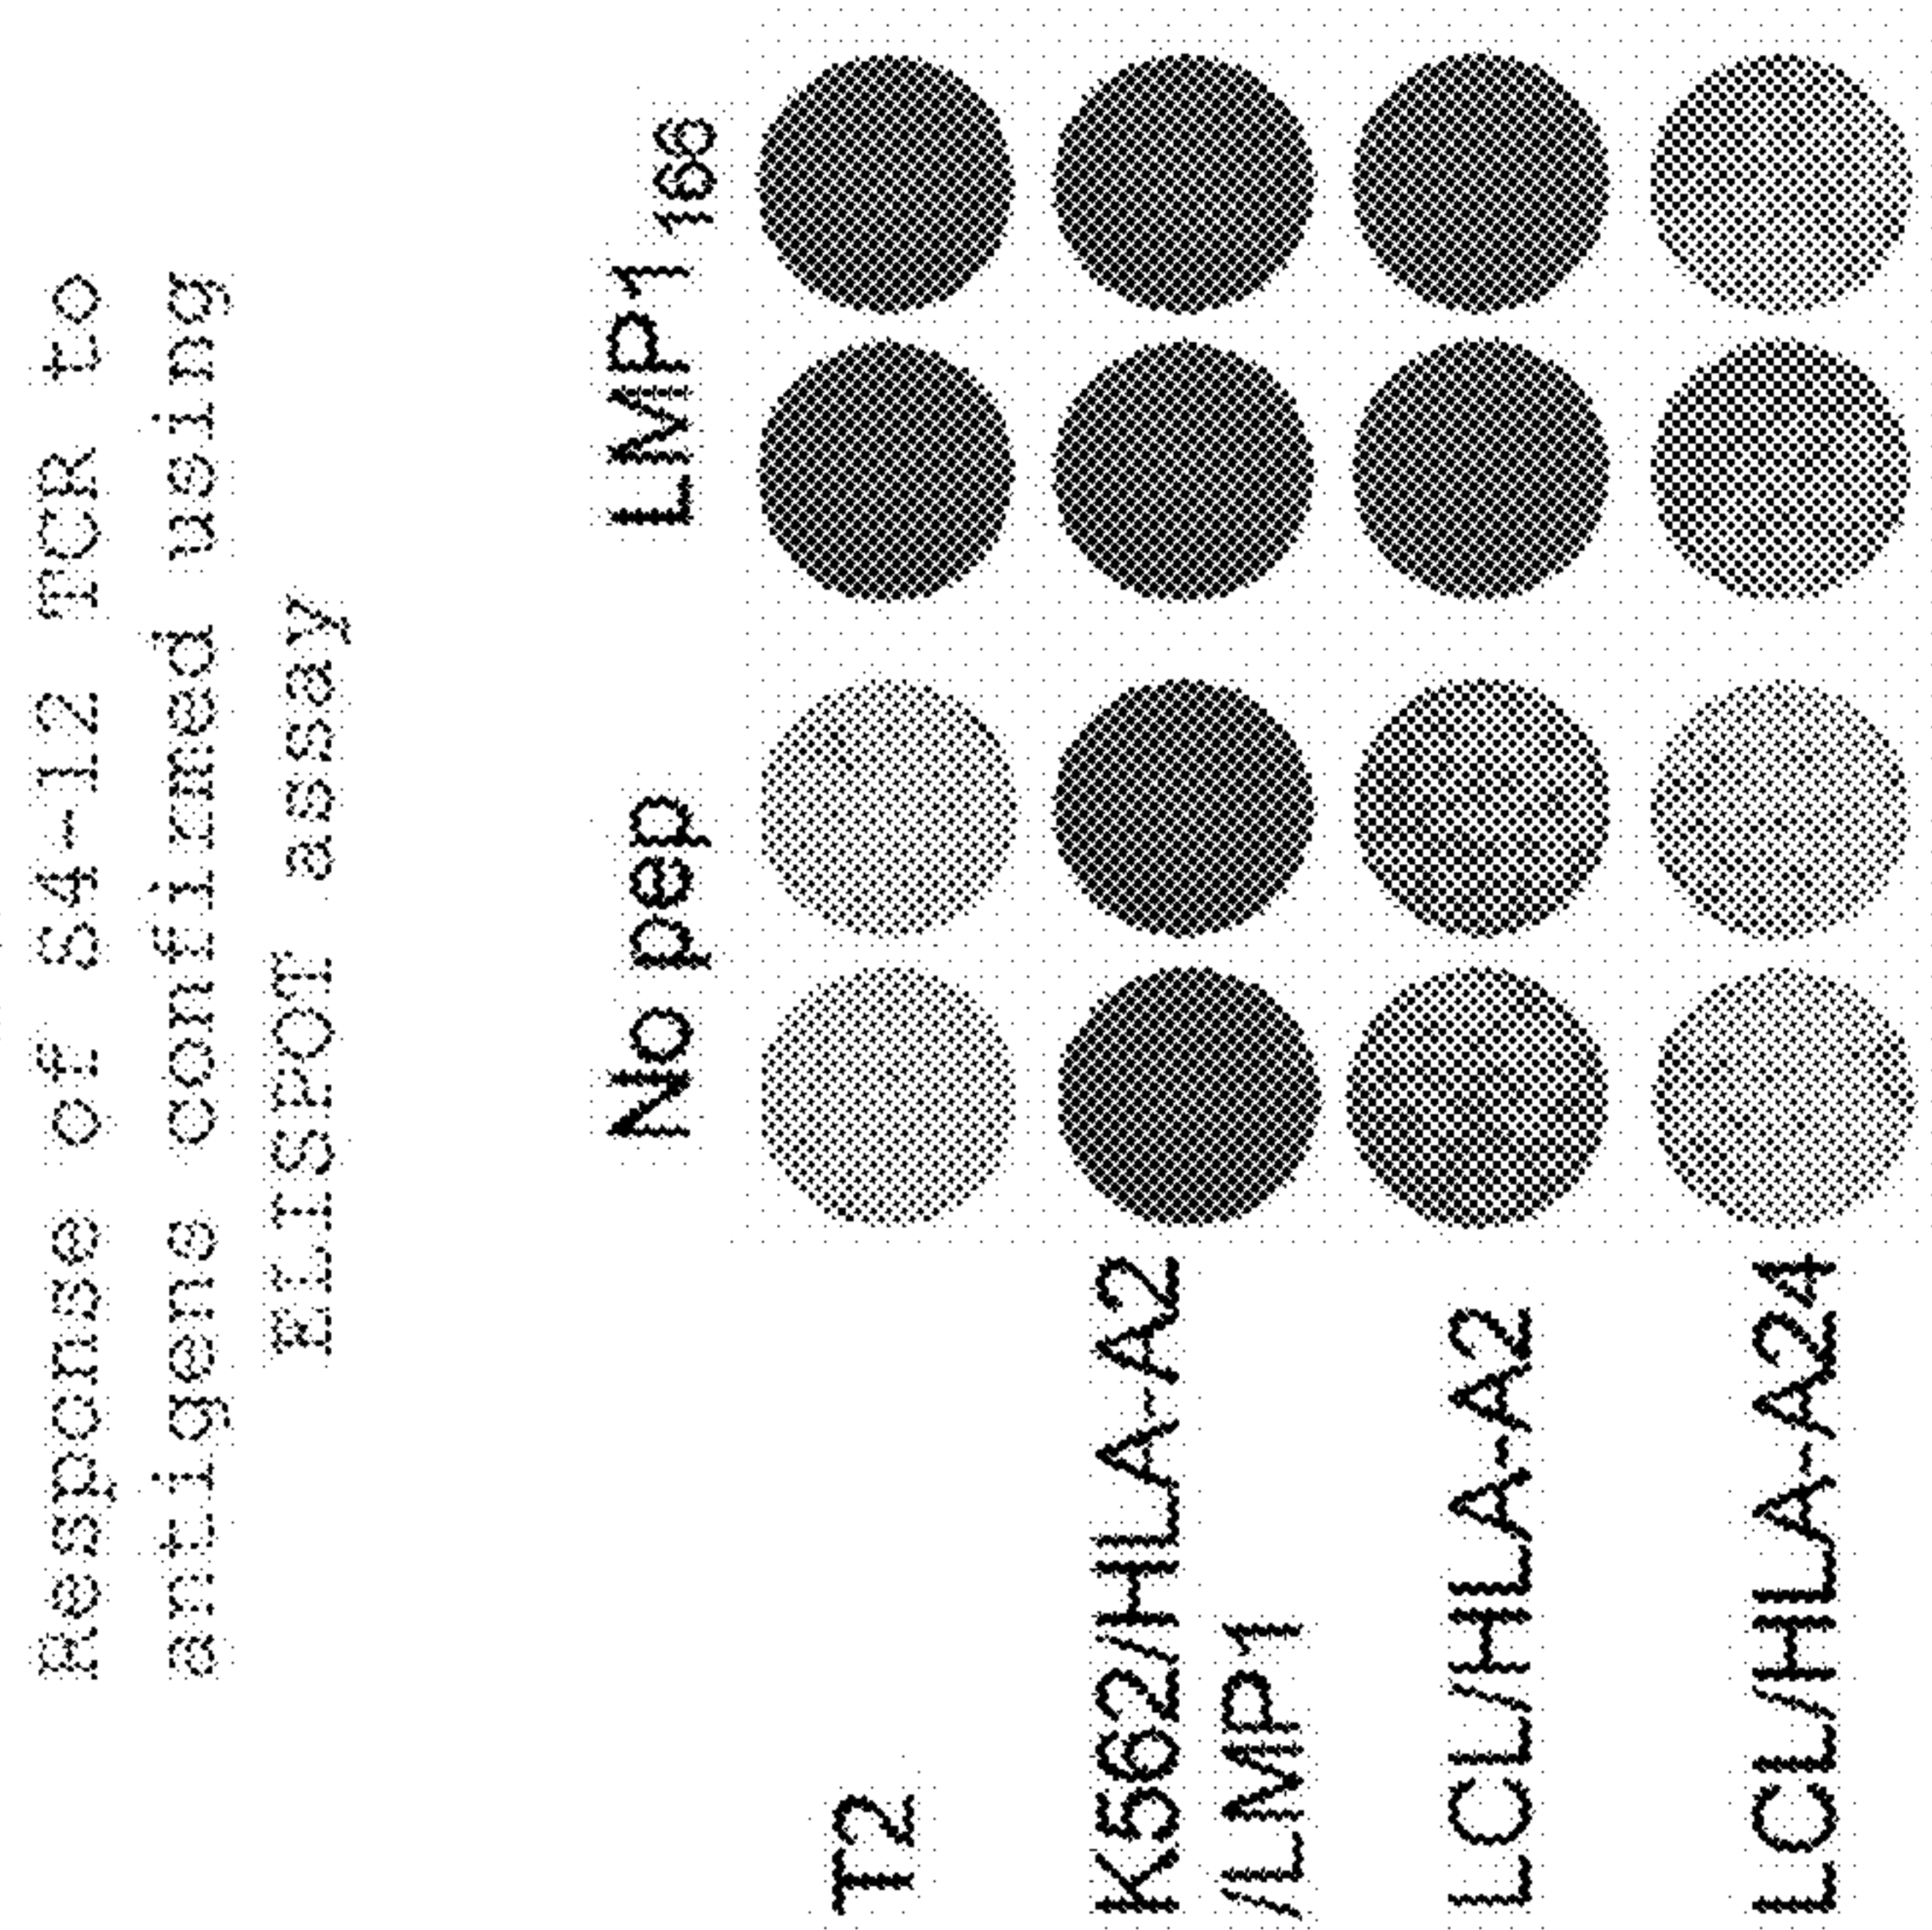 Response of S4-12 TCR to
antigene confirmed using
ELISPOT assay
No pep
LMP1 166
T2
K562/HLA-A2
/LMP1
LCL/HLA-A2
LCL/HLA-A24